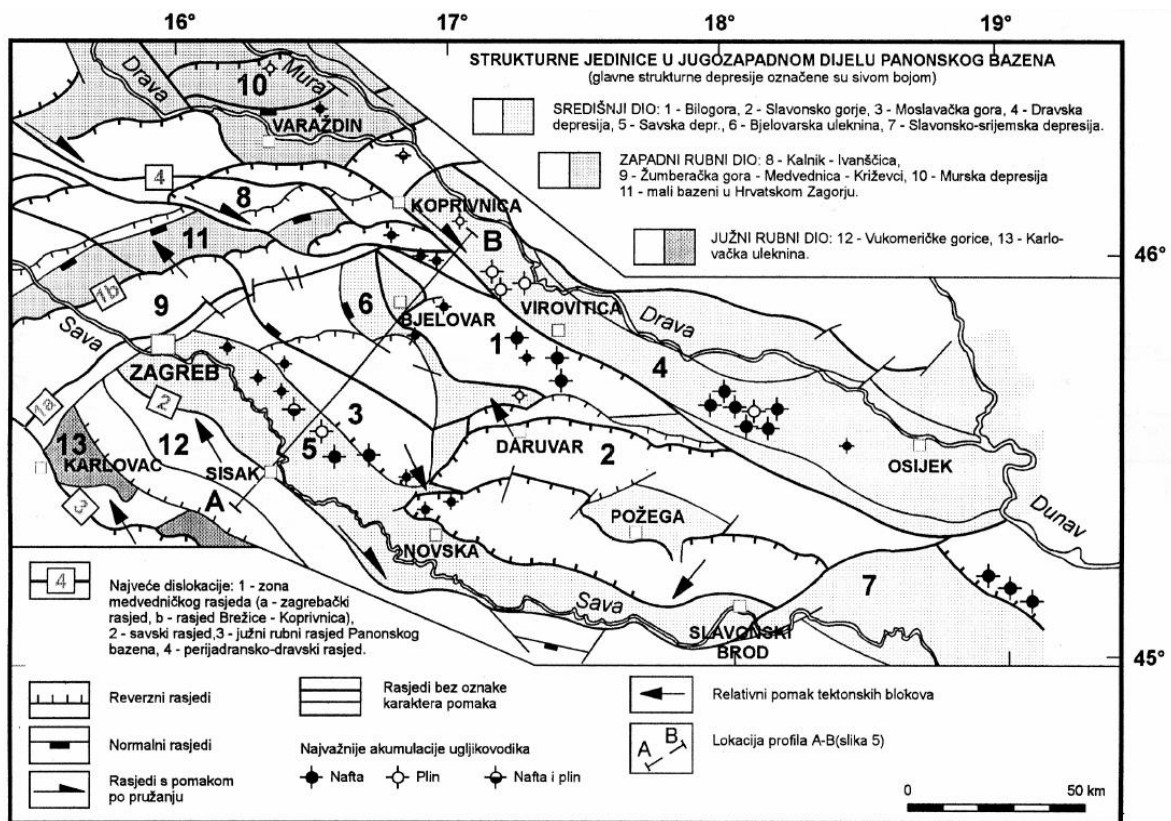 16°
17°
18°
19°
STRUKTURNE JEDINICE U JUGOZAPADNOM DIJELU PANONSKOG BAZENA
(glavne strukturne depresije označene su sivom bojom)
SREDIŠNJI DIO: 1 - Bilogora, 2 - Slavonsko gorje, 3 - Moslavačka gora, 4 - Dravska
depresija, 5 - Savska depr., 6 - Bjelovarska uleknina, 7 - Slavonsko-srijemska depresija.
ZAPADNI RUBNI DIO: 8 - Kalnik - Ivanščica,
9 - Žumberačka gora - Medvednica - Križevci, 10 - Murska depresija
11 - mali bazeni u Hrvatskom Zagorju.
JUŽNI RUBNI DIO: 12 - Vukomeričke gorice, 13 - Karlo-
vačka uleknina.
Drava
10
Mura
VARAŽDIN
4
8
KOPRIVNICA
B
46°
11
1b
9
6
BJELOVAR
1
VIROVITICA
Drava
Sava
ZAGREB
4
1a
2
3
13
12
5
DARUVAR
2
KARLOVAC
SISAK
OSIJEK
A
3
POŽEGA
Dunav
NOVSKA
7
Sava
SLAVONSKI
BROD
45°
4
Najveće dislokacije: 1 - zona
medvedničkog rasjeda (a - zagrebački
rasjed, b - rasjed Brežice - Koprivnica),
2 - savski rasjed,3 - južni rubni rasjed Panonskog
bazena, 4 - perijadransko-dravski rasjed.
Reverzni rasjedi
Rasjedi bez oznake
karaktera pomaka
Relativni pomak tektonskih blokova
Normalni rasjedi
Najvažnije akumulacije ugljikovodika
A
B
Lokacija profila A-B(slika 5)
Rasjedi s pomakom
po pružanju
Nafta
Plin
Nafta i plin
0
50 km